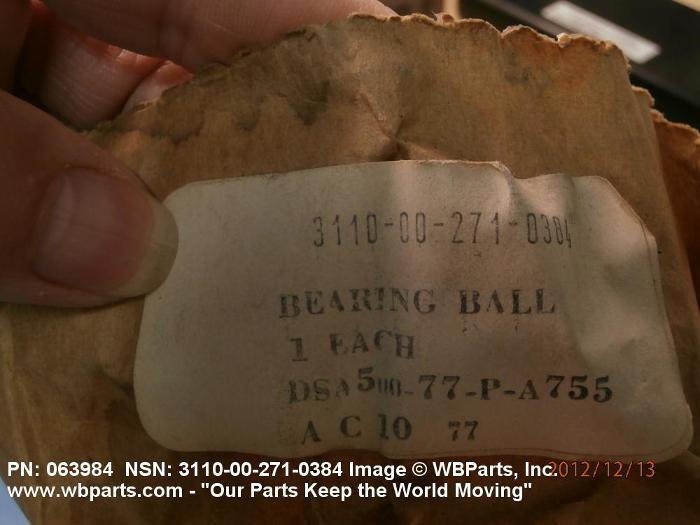 3110-00-271-0384
BEARING BALL
1 EACH
DSA500-77-P-A755
A C 10 77
PN: 063984 NSN: 3110-00-271-0384 Image © WBParts, Inc.
2012/12/13
www.wbparts.com - "Our Parts Keep the World Moving"